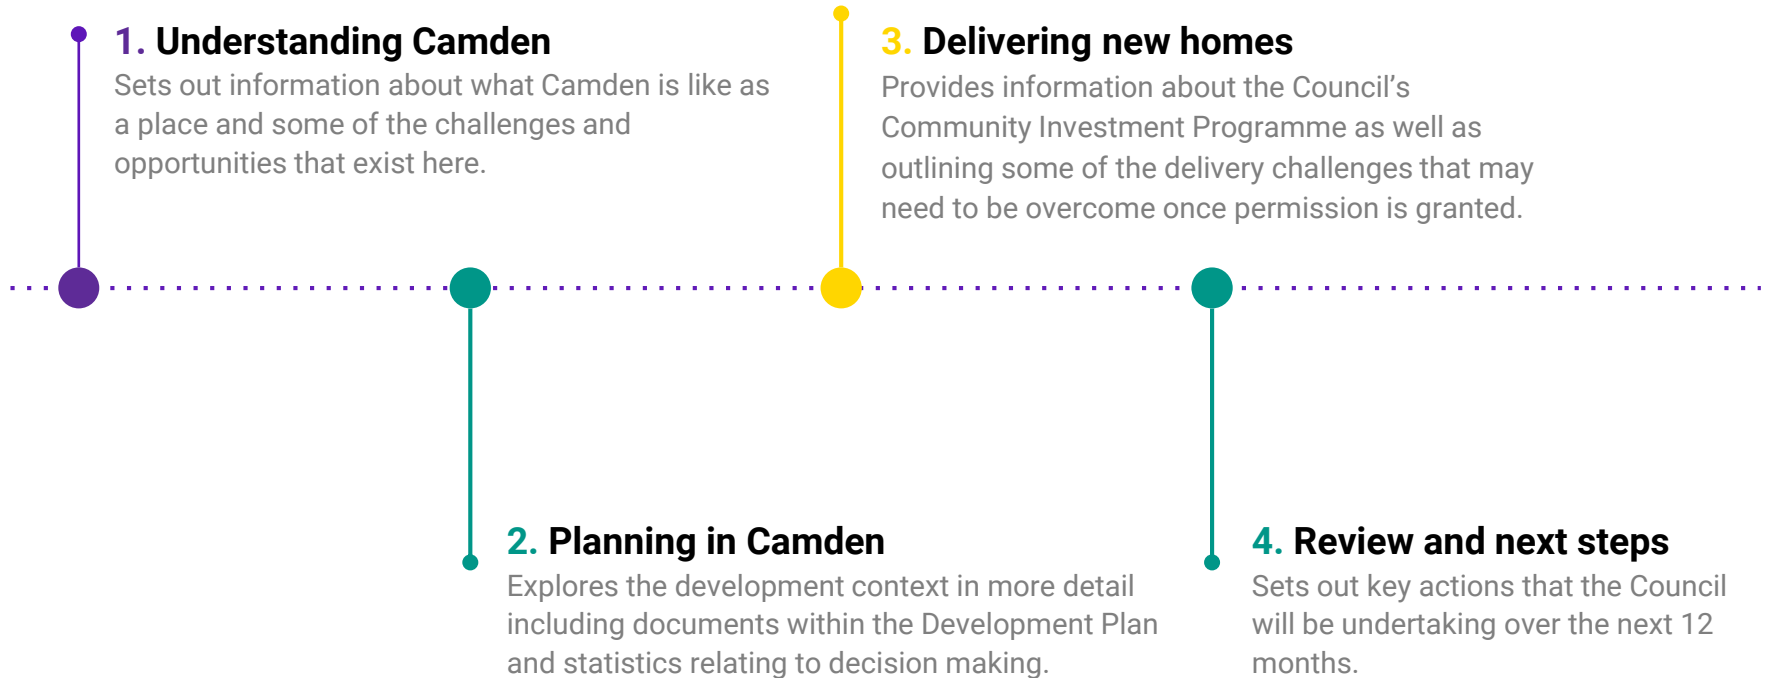 1. Understanding Camden
Sets out information about what Camden is like as
a place and some of the challenges and
opportunities that exist here.
2. Planning in Camden
Explores the development context in more detail
including documents within the Development Plan
and statistics relating to decision making.
3. Delivering new homes
Provides information about the Council’s
Community Investment Programme as well as
outlining some of the delivery challenges that may
need to be overcome once permission is granted.
4. Review and next steps
Sets out key actions that the Council
will be undertaking over the next 12
months.